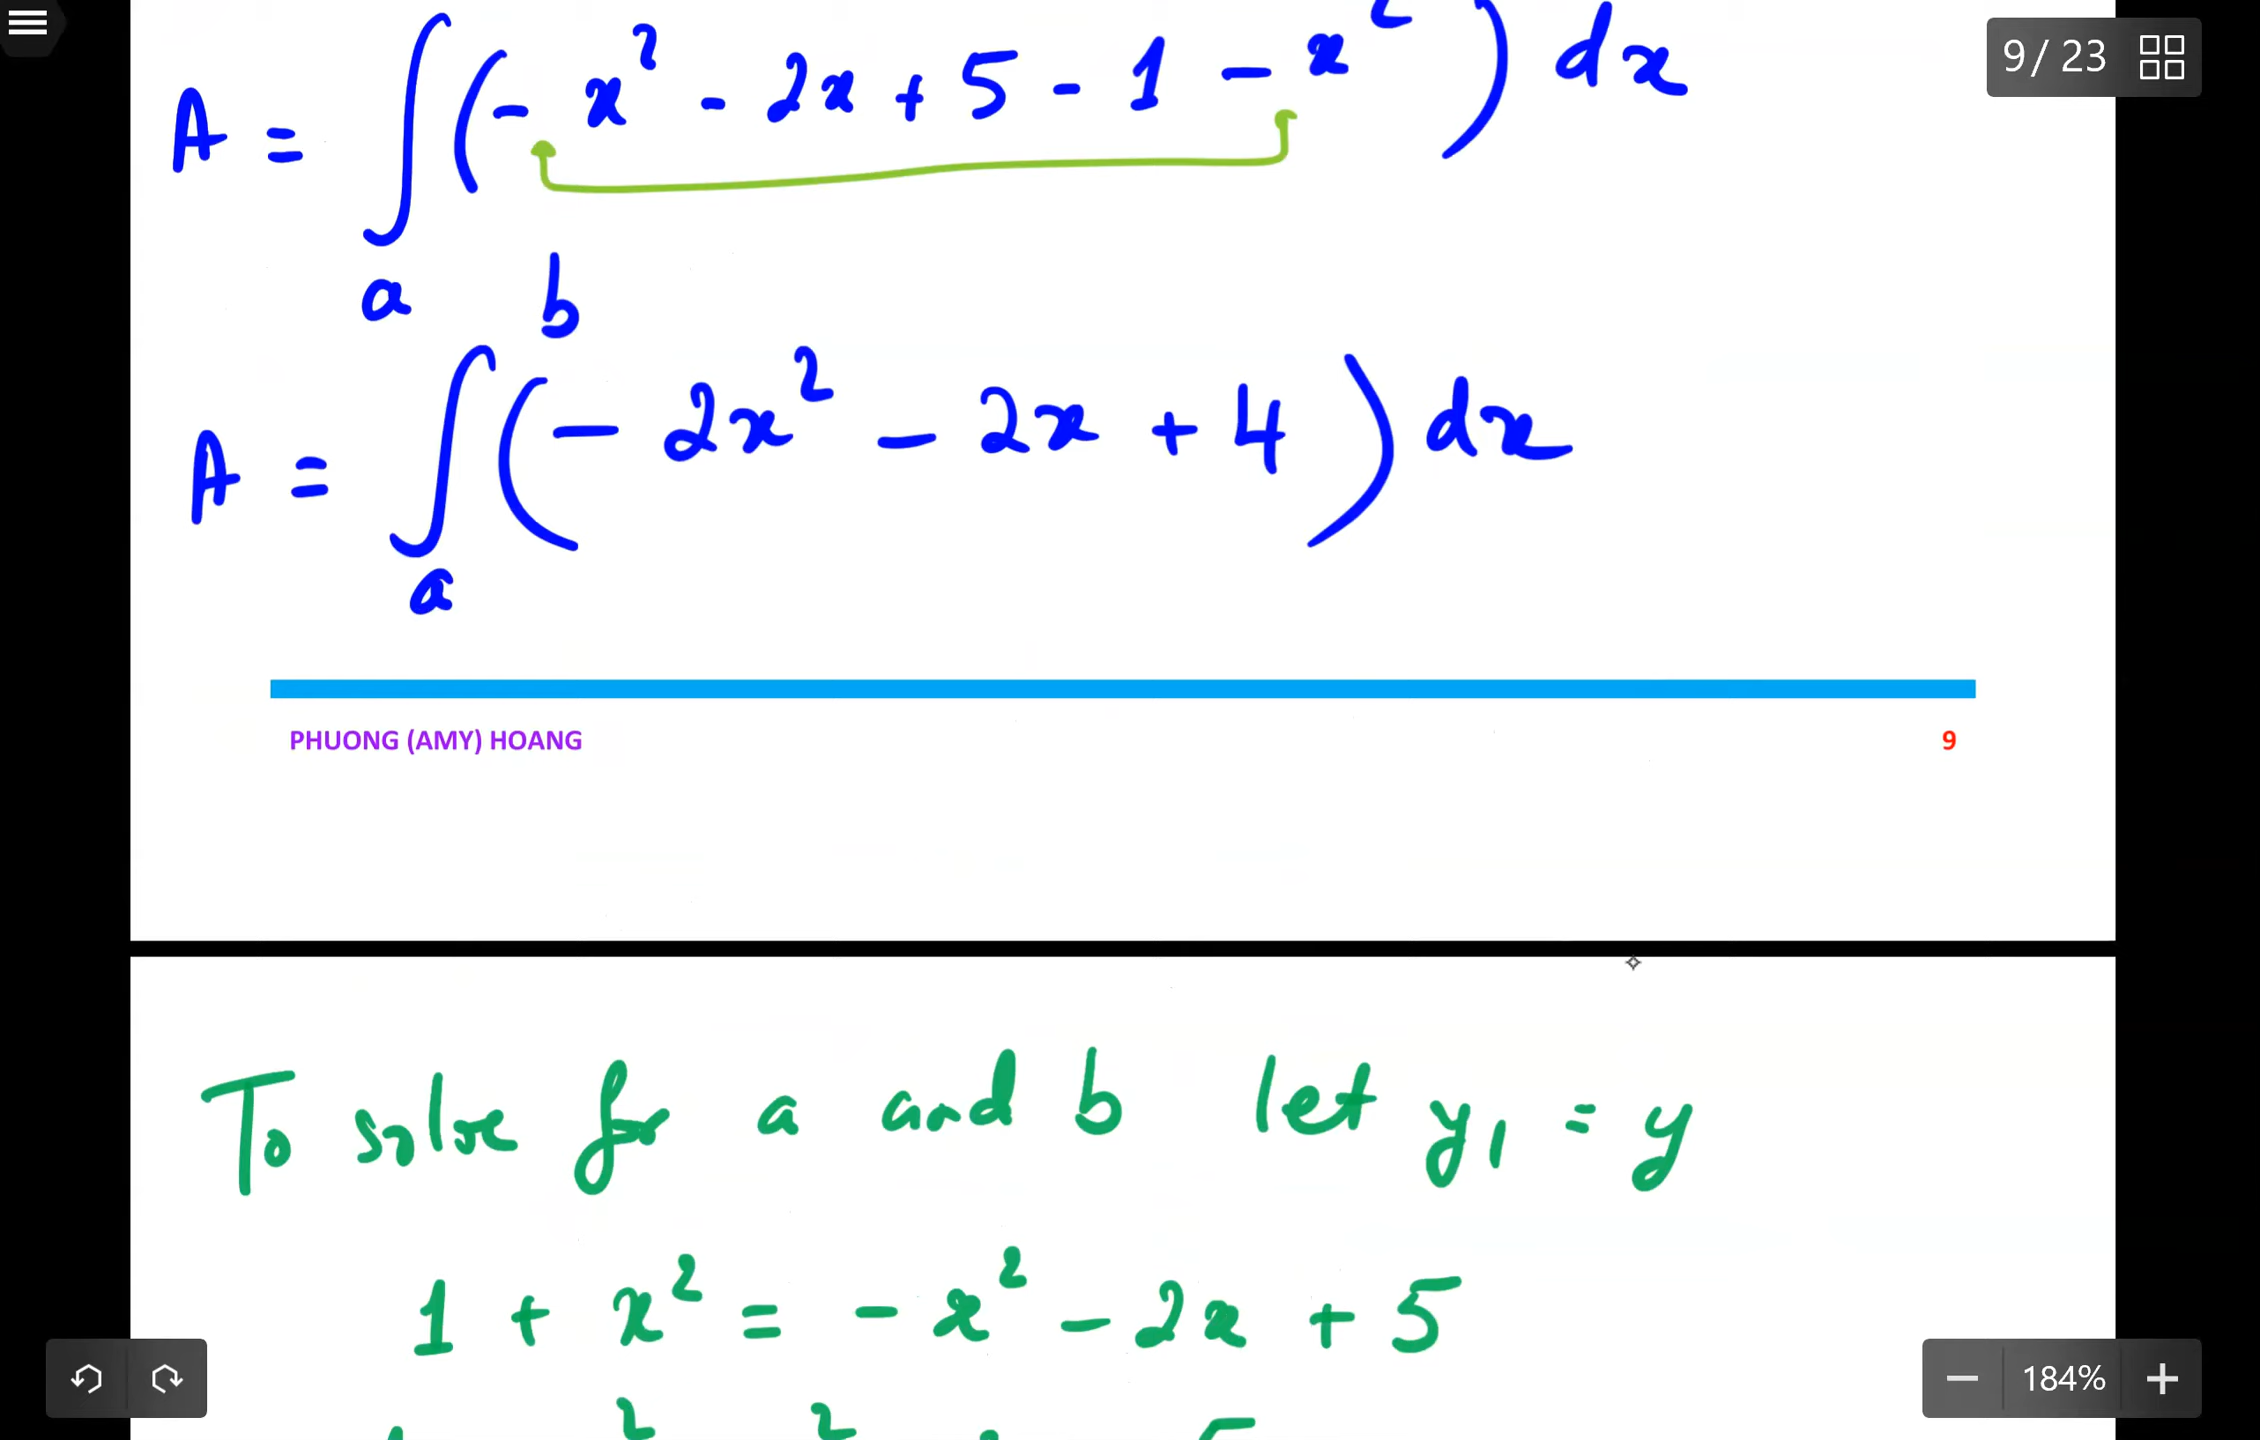 9/ 23
A = ∫ (- x² - 2x + 5 - 1 - x²) dx
a
b
A = ∫ (- 2x² - 2x + 4) dx
a
PHUONG (AMY) HOANG
9
To solve for a and b let y₁ = y
1 + x² = - x² - 2x + 5
184%